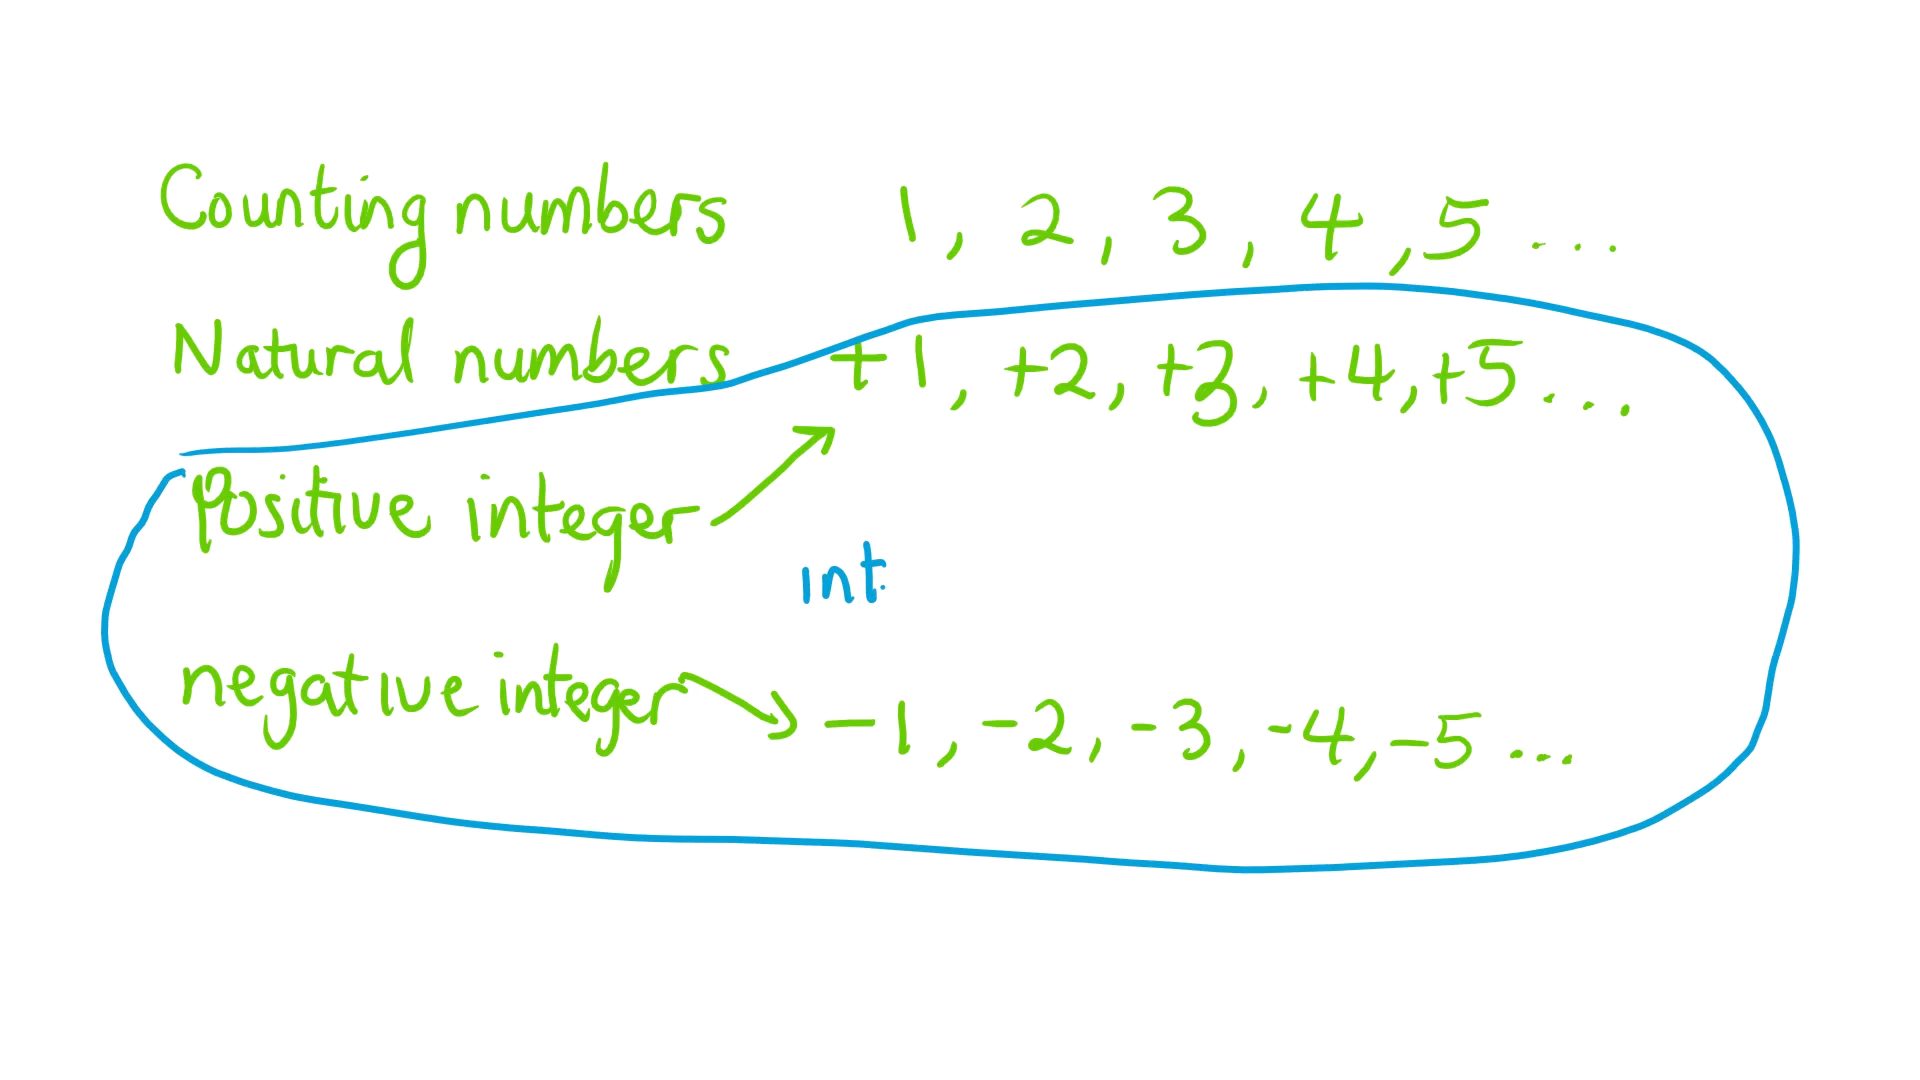 Counting numbers 1, 2, 3, 4, 5 ...
Natural numbers +1, +2, +3, +4, +5 ...
Positive integer
int
negative integer -1, -2, -3, -4, -5 ...